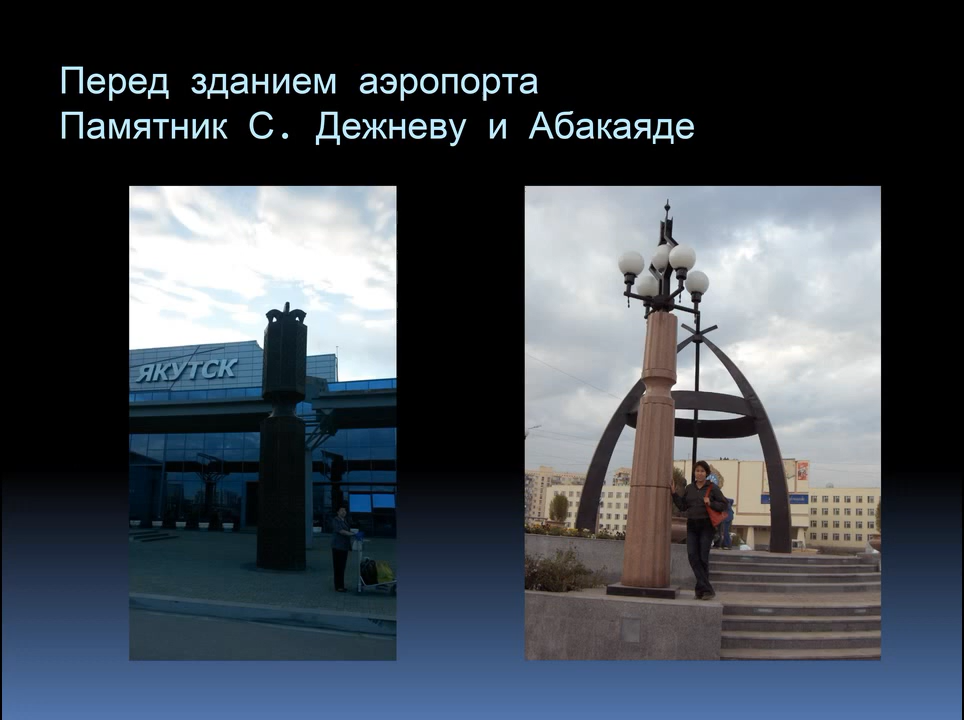 Перед зданием аэропорта
Памятник С. Дежневу и Абакаяде
ЯКУТСК